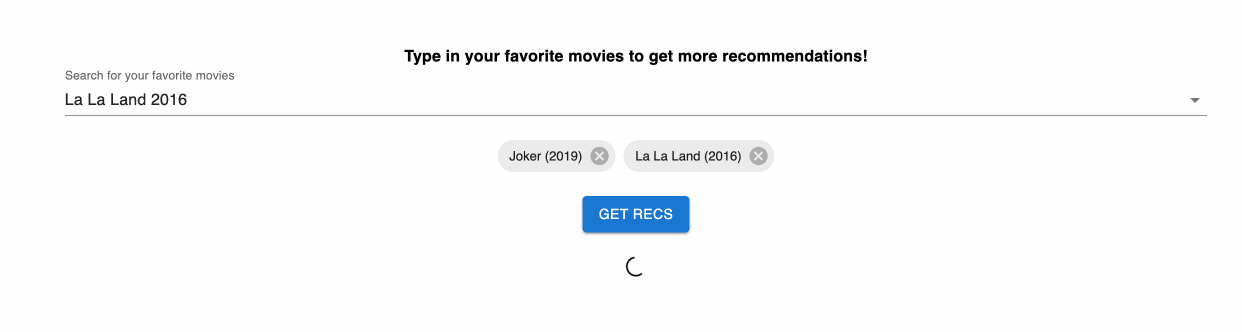 Type in your favorite movies to get more recommendations!
Search for your favorite movies
La La Land 2016
Joker (2019) La La Land (2016)
GET RECS